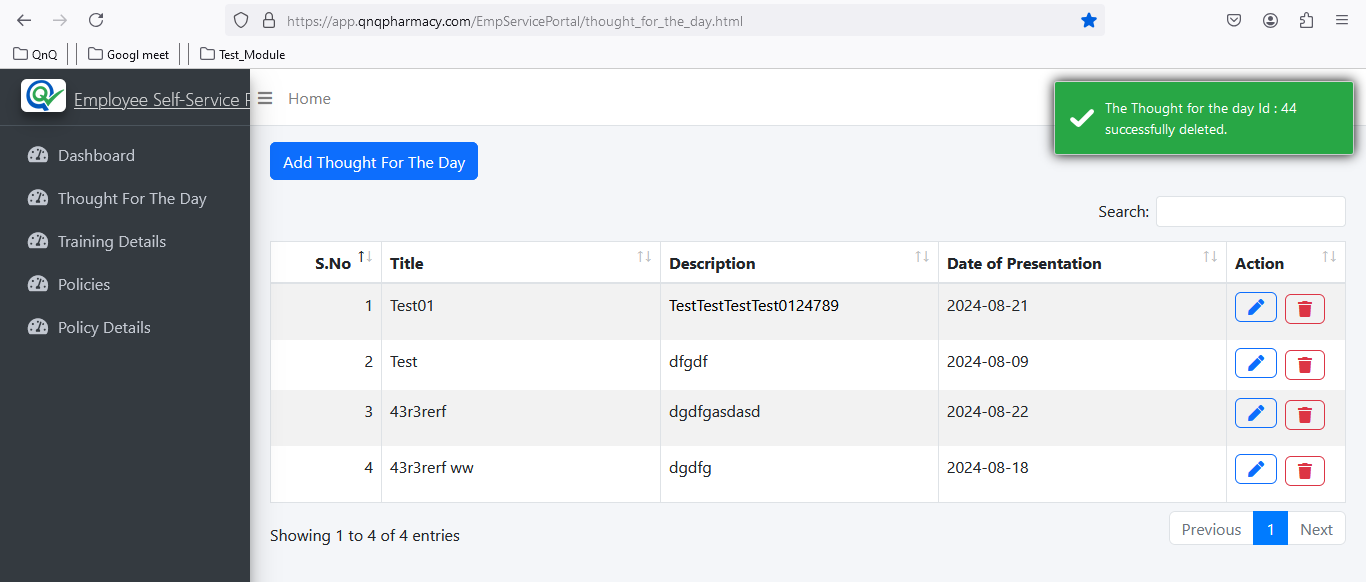 https://app.qnqpharmacy.com/EmpServicePortal/thought_for_the_day.html
QnQ Googl meet Test_Module
Employee Self-Service P
Home
The Thought for the day Id : 44
successfully deleted.
Dashboard
Thought For The Day
Training Details
Policies
Policy Details
Add Thought For The Day
Search:
S.No Title Description Date of Presentation Action
1 Test01 TestTestTestTest0124789 2024-08-21
2 Test dfgdf 2024-08-09
3 43r3rerf dgdfgasdasd 2024-08-22
4 43r3rerf ww dgdfg 2024-08-18
Showing 1 to 4 of 4 entries
Previous 1 Next